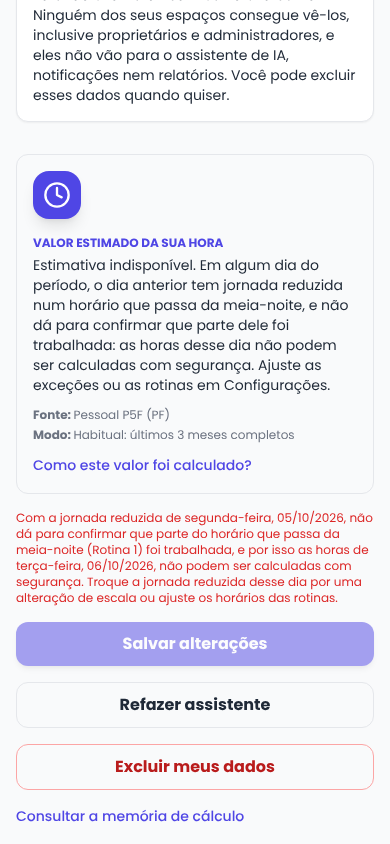 Ninguém dos seus espaços consegue vê-los,
inclusive proprietários e administradores, e
eles não vão para o assistente de IA,
notificações nem relatórios. Você pode excluir
esses dados quando quiser.
VALOR ESTIMADO DA SUA HORA
Estimativa indisponível. Em algum dia do
período, o dia anterior tem jornada reduzida
num horário que passa da meia-noite, e não
dá para confirmar que parte dele foi
trabalhada: as horas desse dia não podem
ser calculadas com segurança. Ajuste as
exceções ou as rotinas em Configurações.
Fonte: Pessoal P5F (PF)
Modo: Habitual: últimos 3 meses completos
Como este valor foi calculado?
Com a jornada reduzida de segunda-feira, 05/10/2026, não
dá para confirmar que parte do horário que passa da
meia-noite (Rotina 1) foi trabalhada, e por isso as horas de
terça-feira, 06/10/2026, não podem ser calculadas com
segurança. Troque a jornada reduzida desse dia por uma
alteração de escala ou ajuste os horários das rotinas.
Salvar alterações
Refazer assistente
Excluir meus dados
Consultar a memória de cálculo